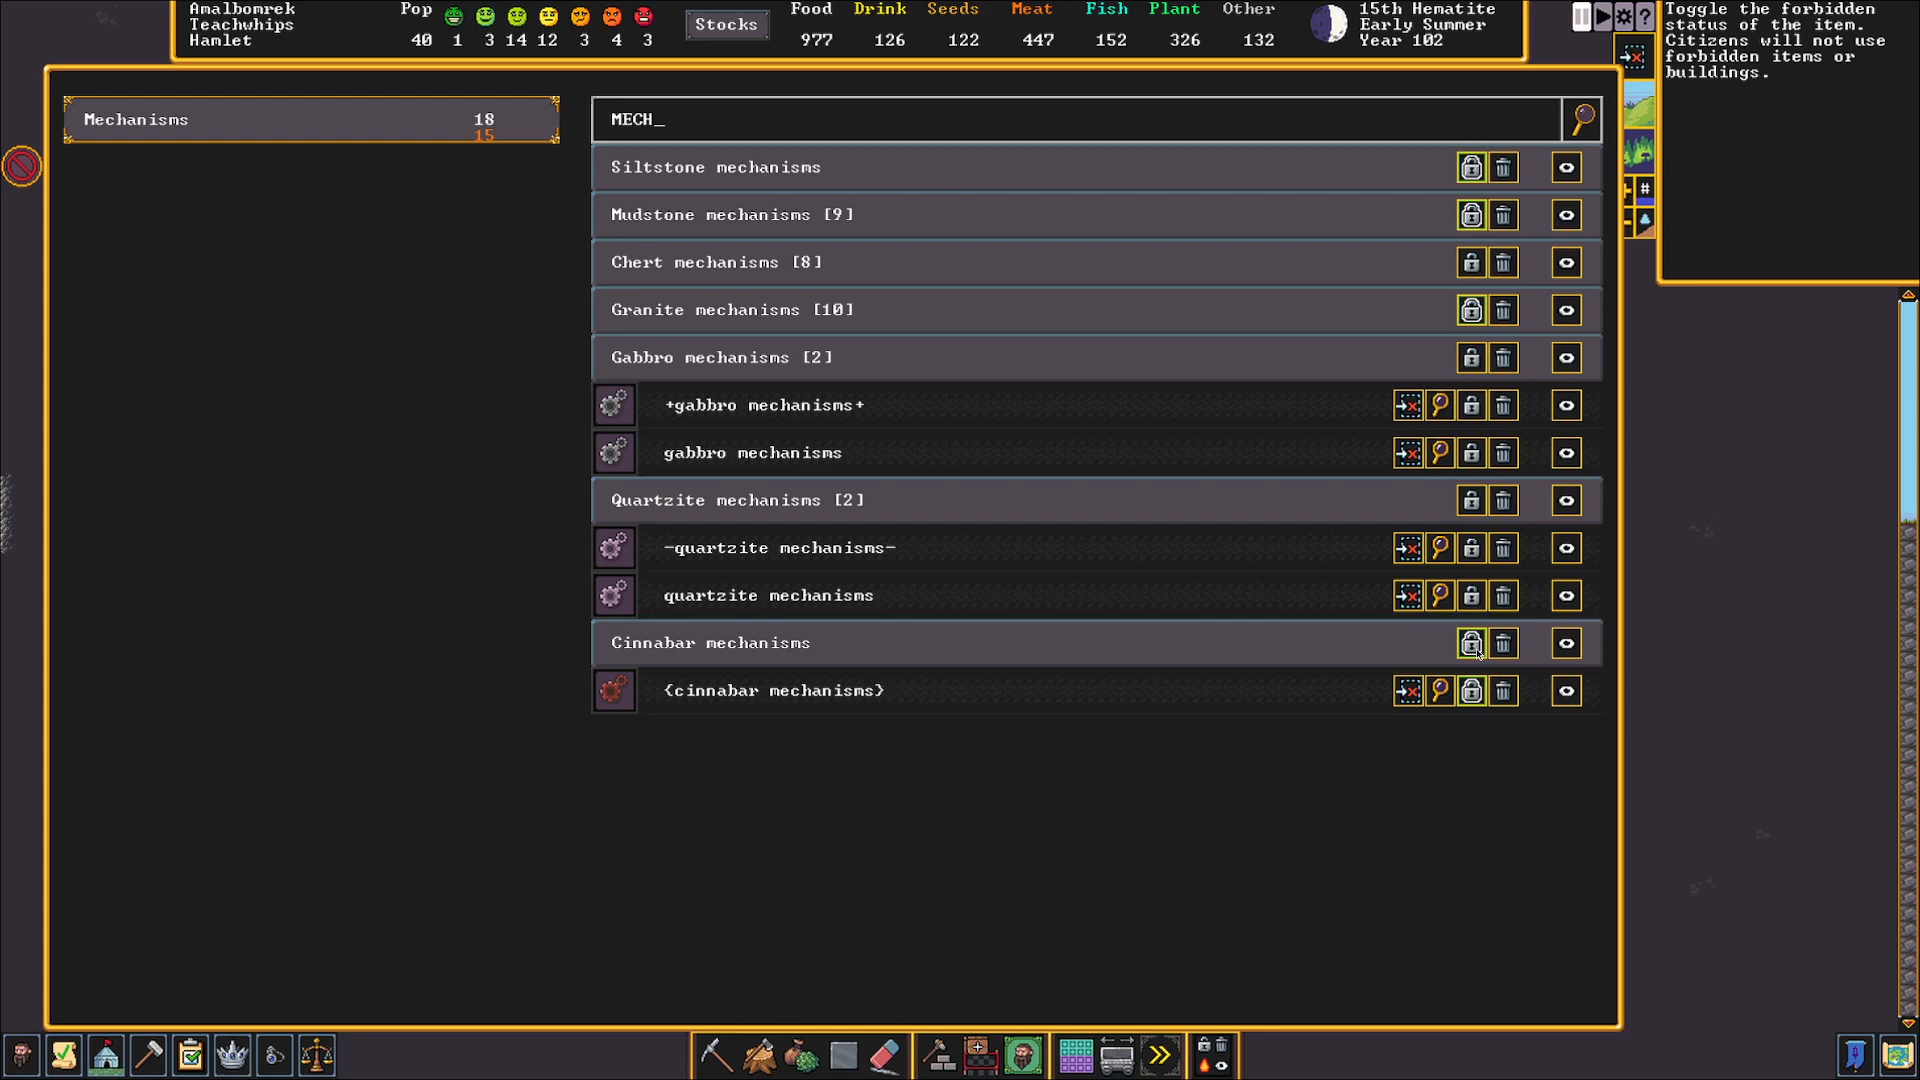 Amalbomrek
Teachwhips
Hamlet
Pop
40 1 3 14 12 3 4 3
Stocks
Food Drink Seeds Meat Fish Plant Other
977 126 122 447 152 326 132
15th Hematite
Early Summer
Year 102
Toggle the forbidden
status of the item.
Citizens will not use
forbidden items or
buildings.
Mechanisms 18
15
MECH_
Siltstone mechanisms
Mudstone mechanisms [9]
Chert mechanisms [8]
Granite mechanisms [10]
Gabbro mechanisms [2]
+gabbro mechanisms+
gabbro mechanisms
Quartzite mechanisms [2]
-quartzite mechanisms-
quartzite mechanisms
Cinnabar mechanisms
{cinnabar mechanisms}